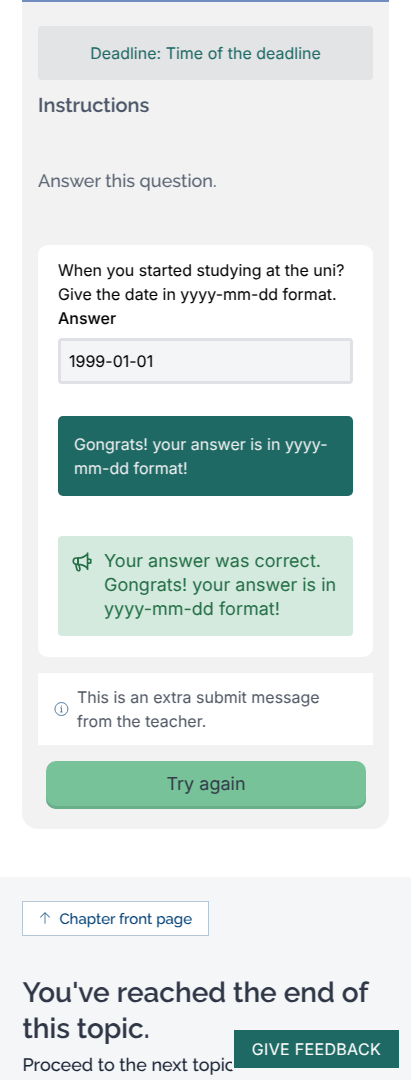 Deadline: Time of the deadline
Instructions
Answer this question.
When you started studying at the uni?
Give the date in yyyy-mm-dd format.
Answer
1999-01-01
Gongrats! your answer is in yyyy-
mm-dd format!
Your answer was correct.
Gongrats! your answer is in
yyyy-mm-dd format!
This is an extra submit message
from the teacher.
Try again
Chapter front page
You've reached the end of
this topic.
Proceed to the next topic
GIVE FEEDBACK